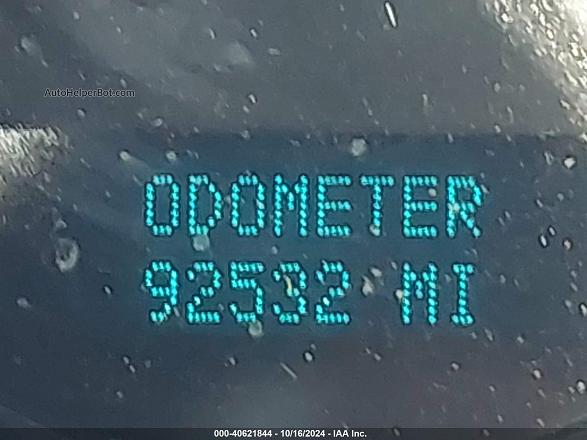 AutoHelperBot.com
ODOMETER
92532 MI
000-40621844 - 10/16/2024 - IAA Inc.